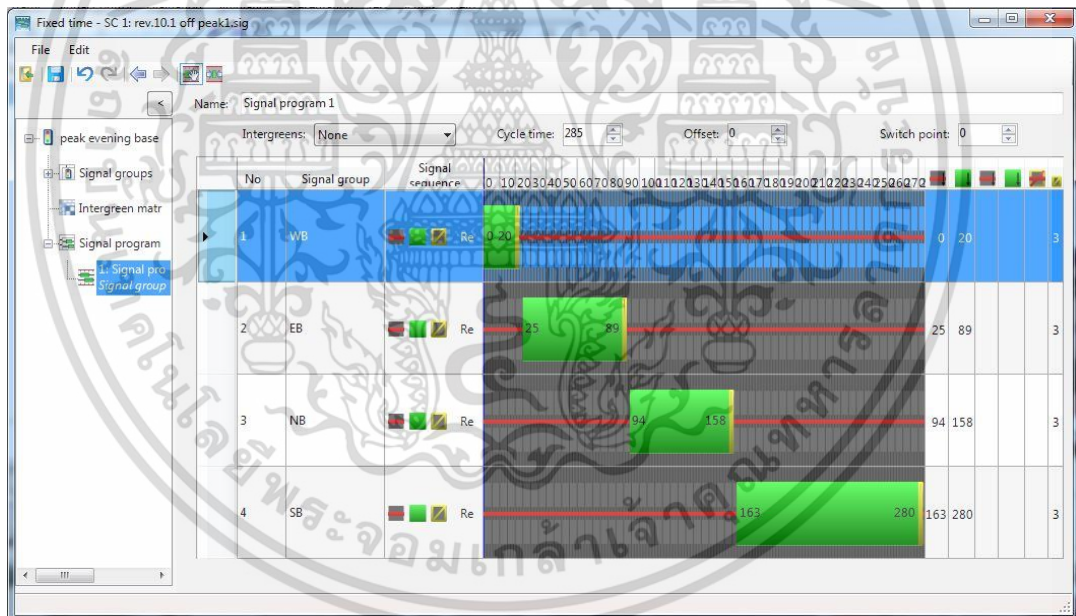 Fixed time - SC 1: rev.10.1 off peak1.sig
File Edit
Name: Signal program 1
Intergreens: None Cycle time: 285 Offset: 0 Switch point: 0
peak evening base
Signal groups
Intergreen matr
Signal program
1: Signal pro
Signal group
No Signal group Signal sequence 0 10 20 30 40 50 60 70 80 90 100 110 120 130 140 150 160 170 180 190 200 210 220 230 240 250 260 270
1 WB Re 0 20 0 20 3
2 EB Re 25 89 25 89 3
3 NB Re 94 158 94 158 3
4 SB Re 163 280 163 280 3